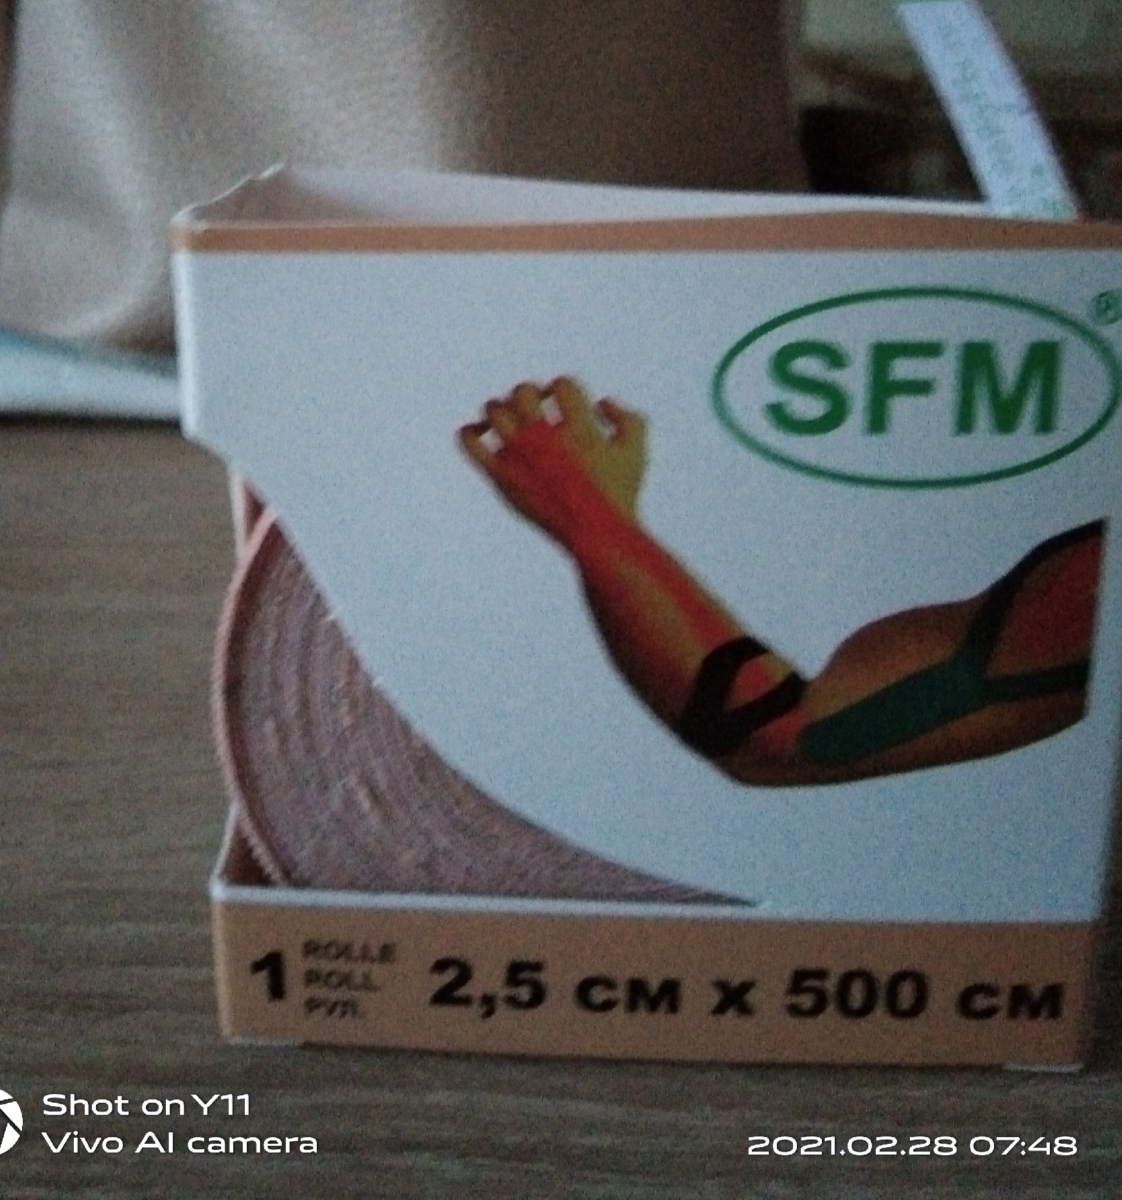 SFM®
1 ROLLE
ROLL
РУЛ.
2,5 см x 500 см
Shot on Y11
Vivo AI camera
2021.02.28 07:48